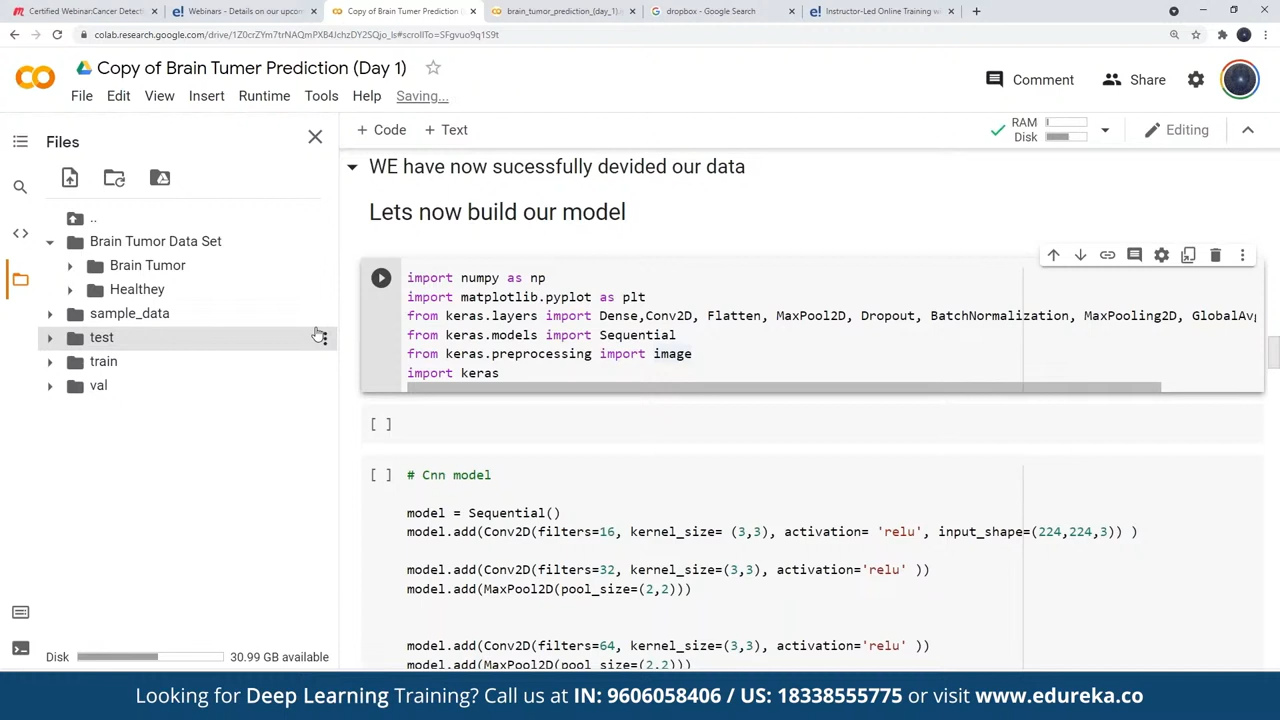 Certified Webinar:Cancer Detecti
Webinars - Details on our upcom
Copy of Brain Tumor Prediction (
brain_tumor_prediction_(day_1).a
dropbox - Google Search
Instructor-Led Online Training w
colab.research.google.com/drive/1Z0crZYm7trNAQmPXB4JchzDY2SQjo_ls#scrollTo=SFgvuo9q1S9t
Copy of Brain Tumer Prediction (Day 1)
Comment
Share
File Edit View Insert Runtime Tools Help Saving...
Files
+ Code + Text
RAM
Disk
Editing
..
Brain Tumor Data Set
Brain Tumor
Healthey
sample_data
test
train
val
Disk 30.99 GB available
WE have now sucessfully devided our data
Lets now build our model
import numpy as np
import matplotlib.pyplot as plt
from keras.layers import Dense,Conv2D, Flatten, MaxPool2D, Dropout, BatchNormalization, MaxPooling2D, GlobalAvg
from keras.models import Sequential
from keras.preprocessing import image
import keras
[ ]
[ ] # Cnn model
model = Sequential()
model.add(Conv2D(filters=16, kernel_size= (3,3), activation= 'relu', input_shape=(224,224,3)) )
model.add(Conv2D(filters=32, kernel_size=(3,3), activation='relu' ))
model.add(MaxPool2D(pool_size=(2,2)))
model.add(Conv2D(filters=64, kernel_size=(3,3), activation='relu' ))
model.add(MaxPool2D(pool_size=(2,2)))
Looking for Deep Learning Training? Call us at IN: 9606058406 / US: 18338555775 or visit www.edureka.co